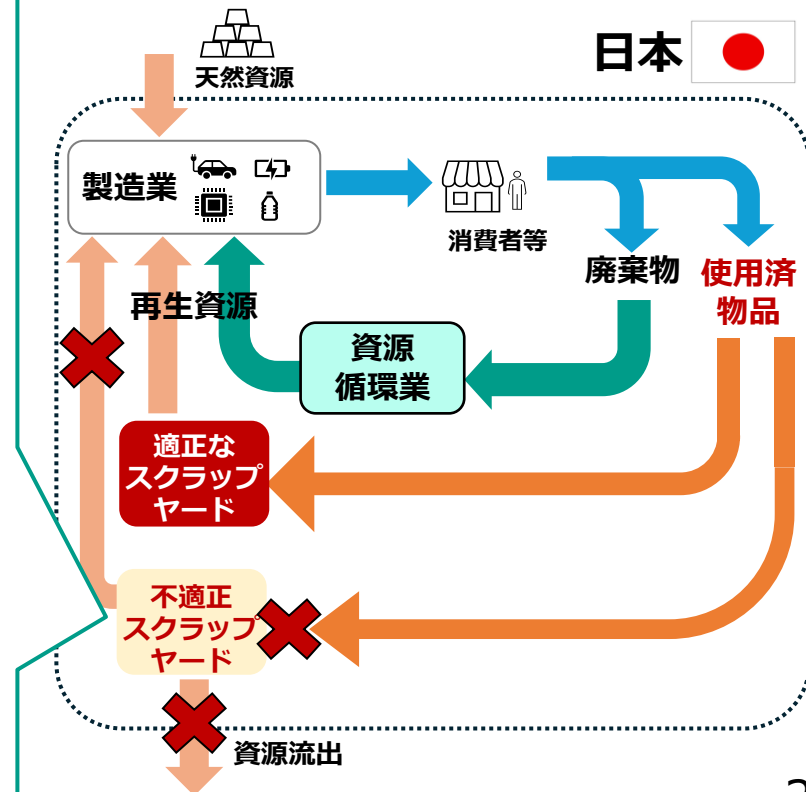 日本
天然資源
製造業
消費者等
廃棄物
使用済
物品
再生資源
資源
循環業
適正な
スクラップ
ヤード
不適正
スクラップ
ヤード
資源流出